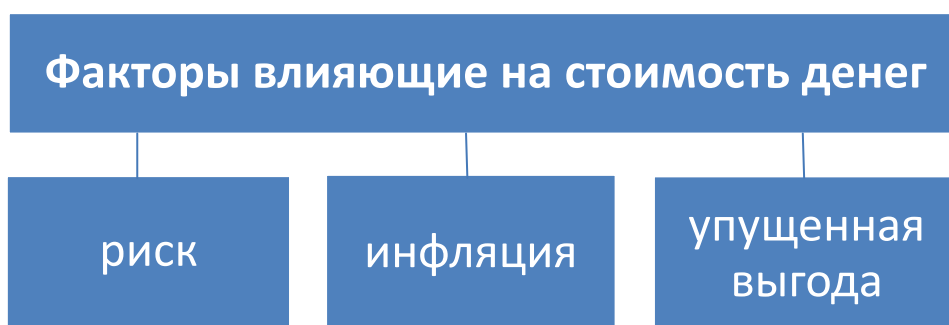 Факторы влияющие на стоимость денег
риск
инфляция
упущенная
выгода